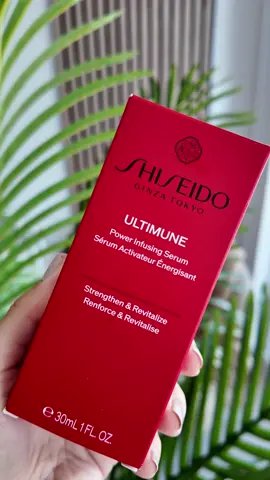 SHISEIDO
GINZA TOKYO
ULTIMUNE
Power Infusing Serum
Sérum Activateur Énergisant
Strengthen & Revitalize
Renforce & Revitalise
℮ 30mL 1 FL. OZ